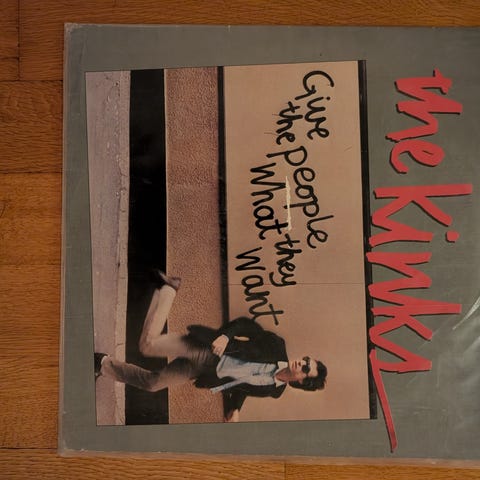 the Kinks
Give
the people
What they
want